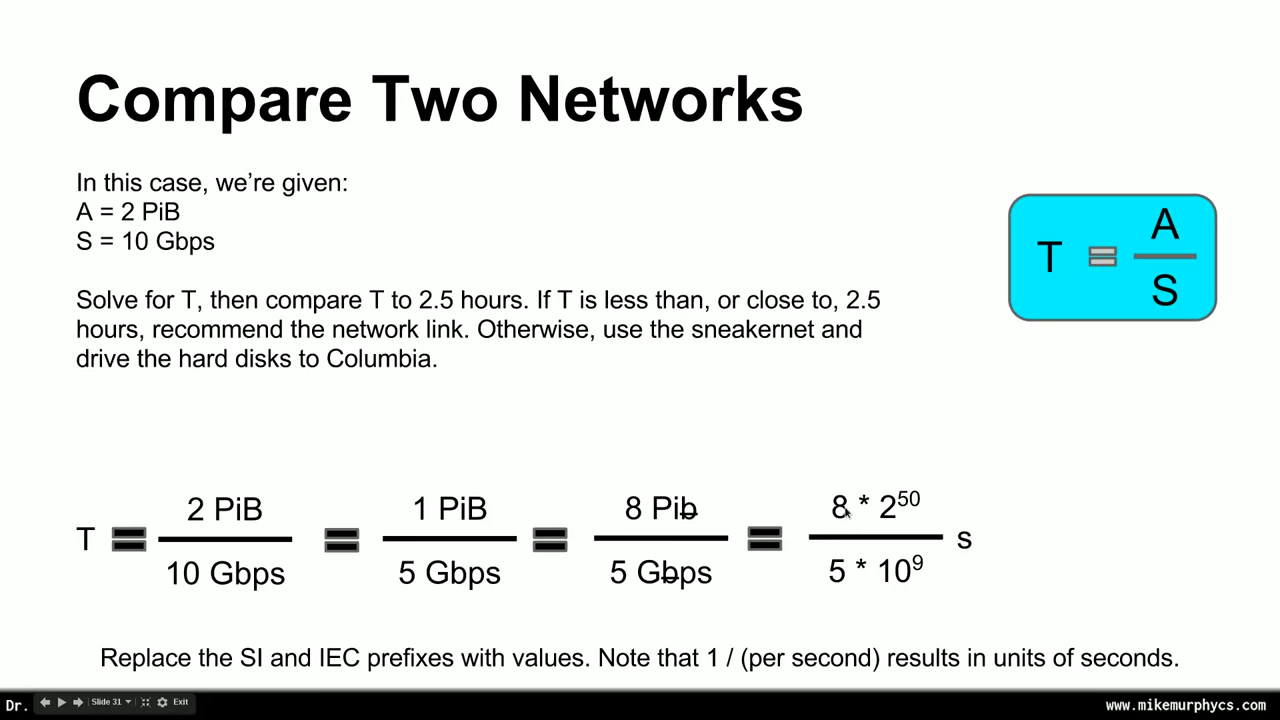 Compare Two Networks
In this case, we’re given:
A = 2 PiB
S = 10 Gbps
T = A / S
Solve for T, then compare T to 2.5 hours. If T is less than, or close to, 2.5
hours, recommend the network link. Otherwise, use the sneakernet and
drive the hard disks to Columbia.
T = 2 PiB / 10 Gbps = 1 PiB / 5 Gbps = 8 Pib / 5 Gbps = 8 * 2^50 / 5 * 10^9 s
Replace the SI and IEC prefixes with values. Note that 1 / (per second) results in units of seconds.
Dr.
Slide 31
Exit
www.mikemurphycs.com